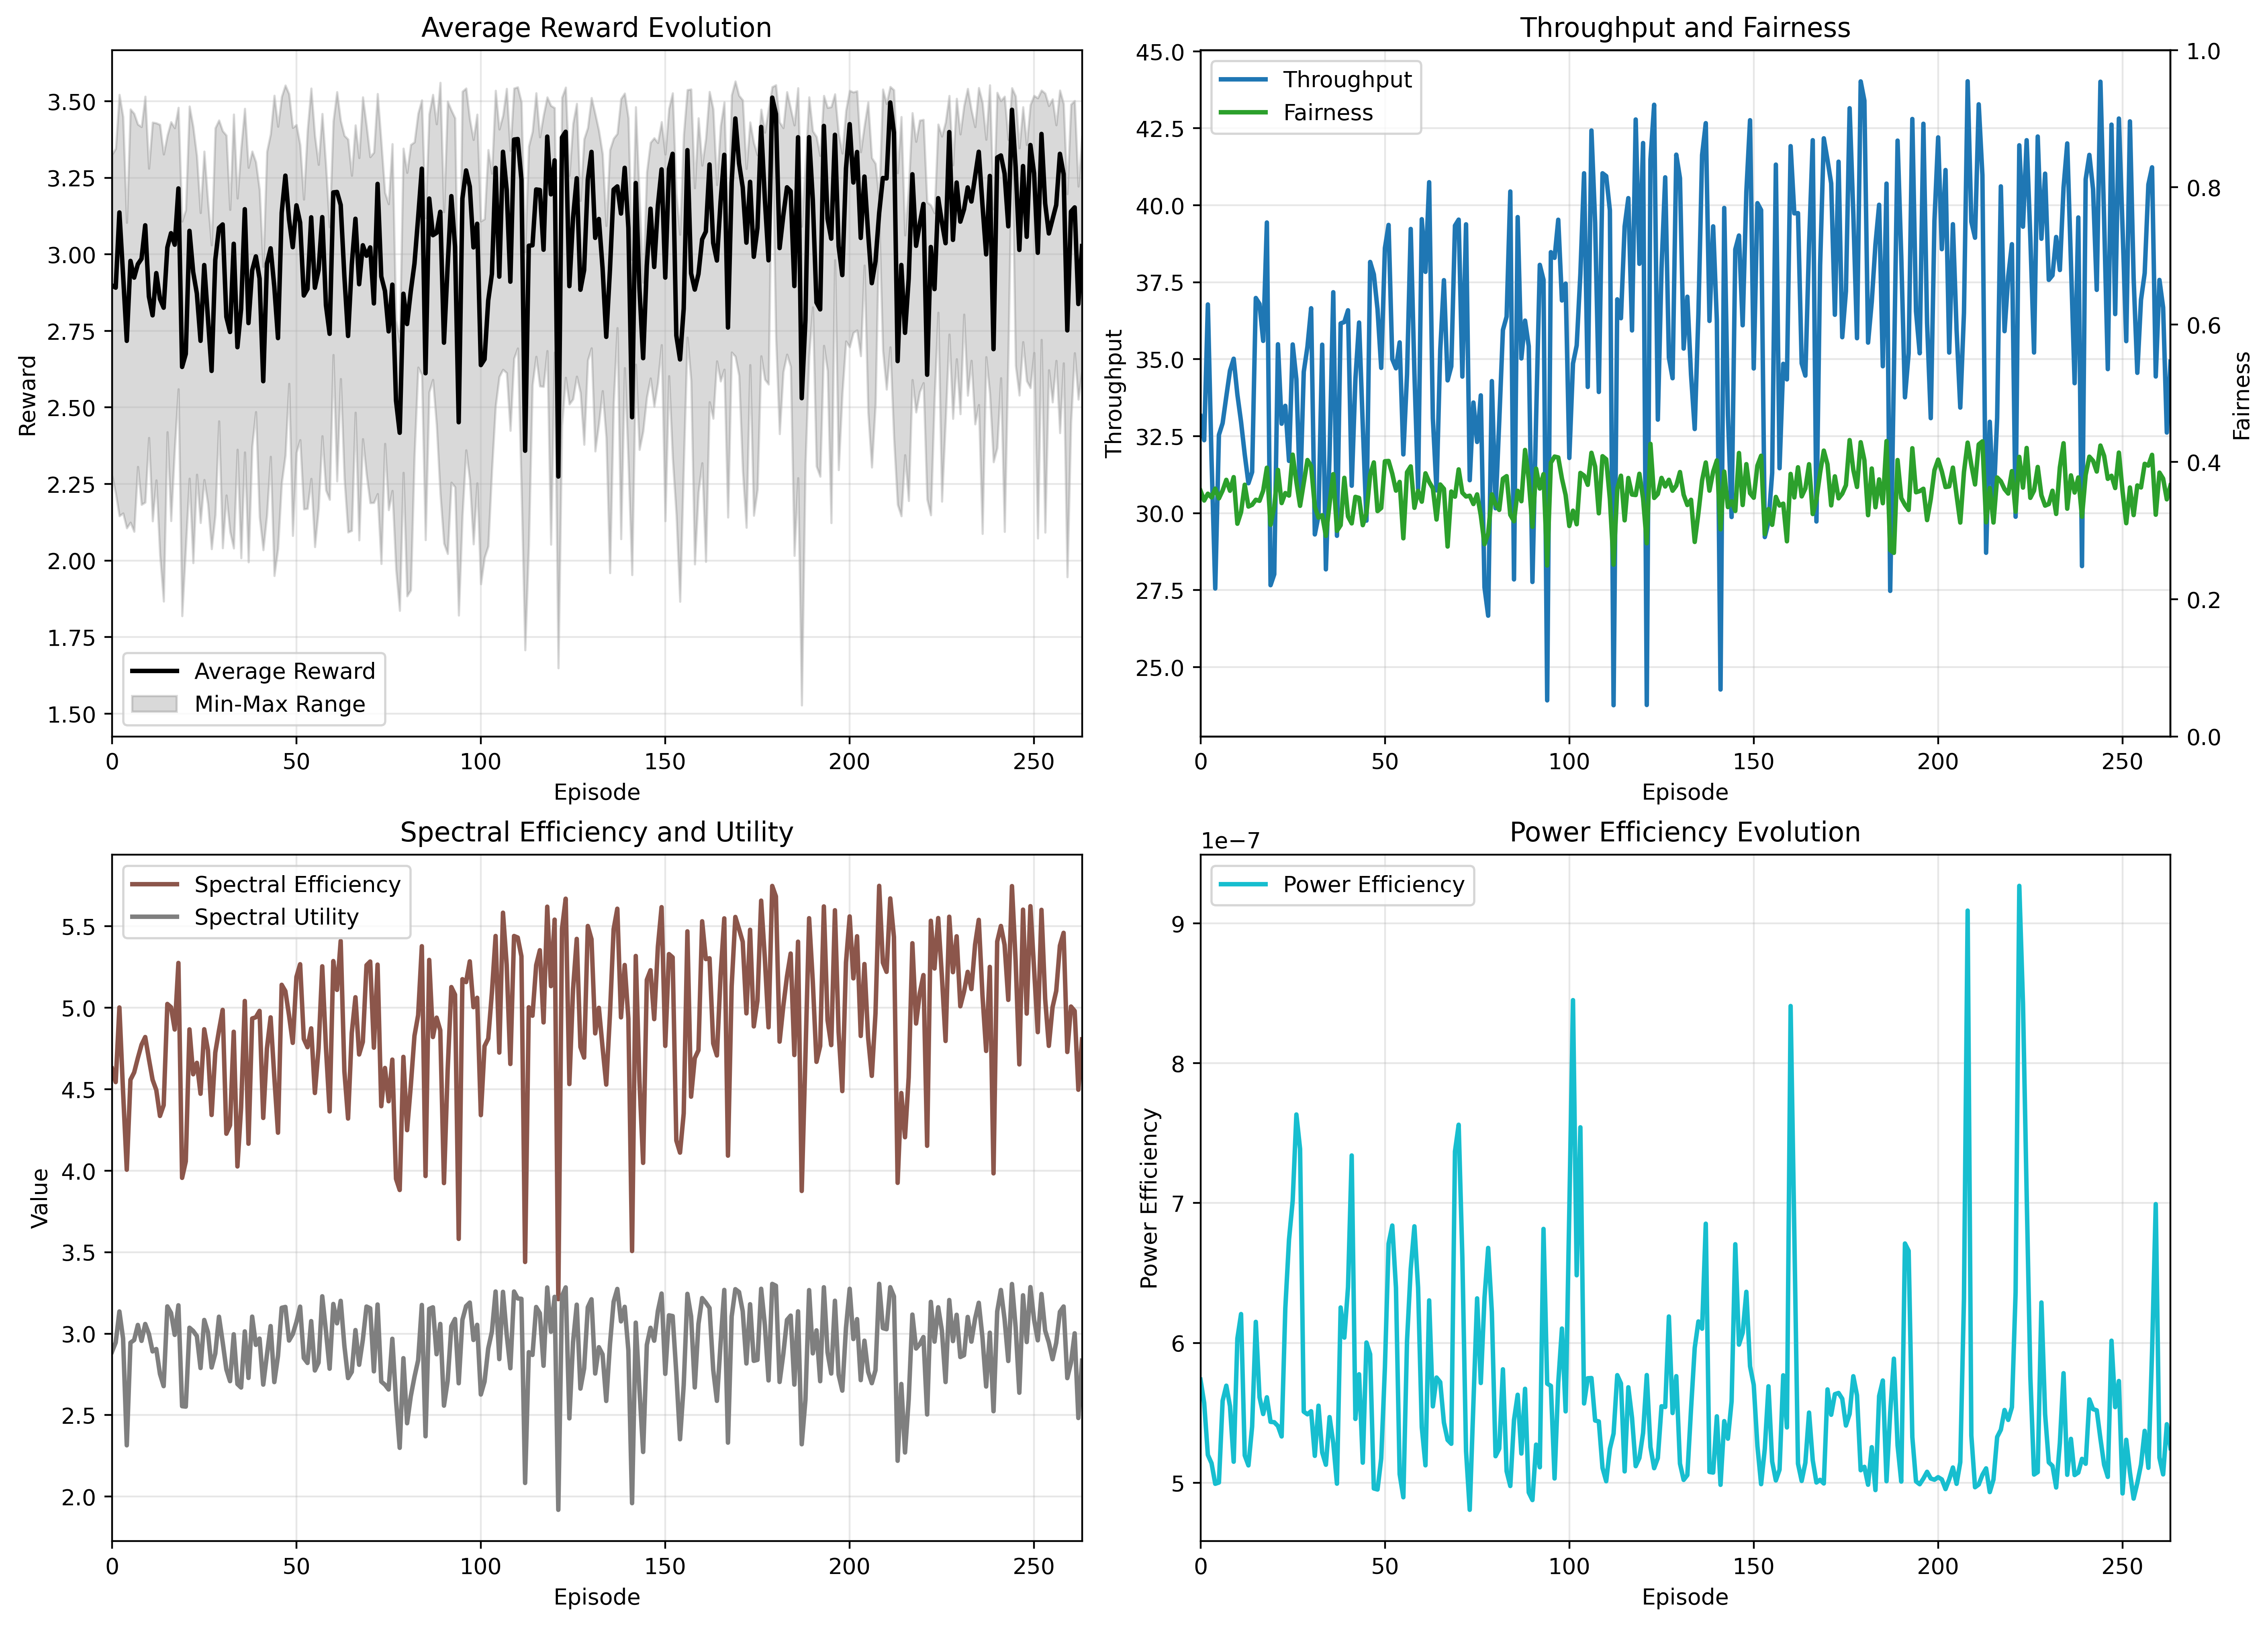 Average Reward Evolution
3.50
3.25
3.00
2.75
2.50
2.25
2.00
1.75
1.50
Reward
Average Reward
Min-Max Range
0 50 100 150 200 250
Episode
Throughput and Fairness
45.0
42.5
40.0
37.5
35.0
32.5
30.0
27.5
25.0
Throughput
Throughput
Fairness
1.0
0.8
0.6
0.4
0.2
0.0
Fairness
0 50 100 150 200 250
Episode
Spectral Efficiency and Utility
5.5
5.0
4.5
4.0
3.5
3.0
2.5
2.0
Value
Spectral Efficiency
Spectral Utility
0 50 100 150 200 250
Episode
Power Efficiency Evolution
1e−7
9
8
7
6
5
Power Efficiency
Power Efficiency
0 50 100 150 200 250
Episode